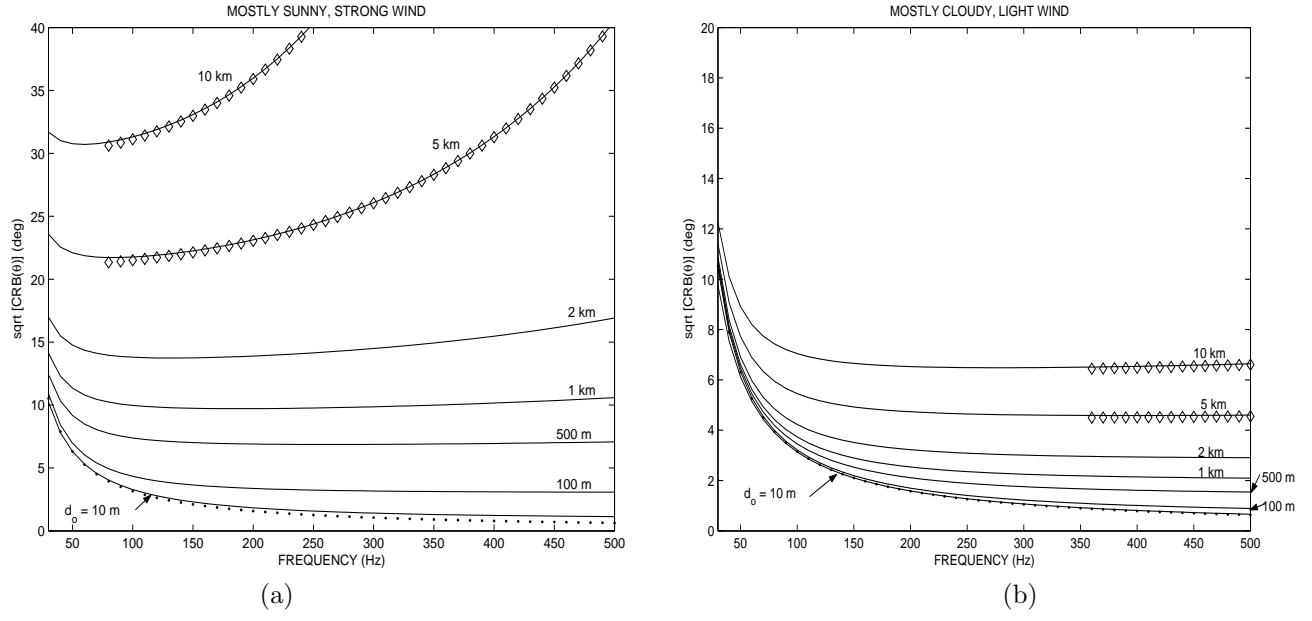 MOSTLY SUNNY, STRONG WIND
40
35
30
25
20
15
10
5
0
sqrt [CRB(θ)] (deg)
10 km
5 km
2 km
1 km
500 m
100 m
d_o = 10 m
50 100 150 200 250 300 350 400 450 500
FREQUENCY (Hz)
(a)
MOSTLY CLOUDY, LIGHT WIND
20
18
16
14
12
10
8
6
4
2
0
sqrt [CRB(θ)] (deg)
10 km
5 km
2 km
1 km
500 m
100 m
d_o = 10 m
50 100 150 200 250 300 350 400 450 500
FREQUENCY (Hz)
(b)